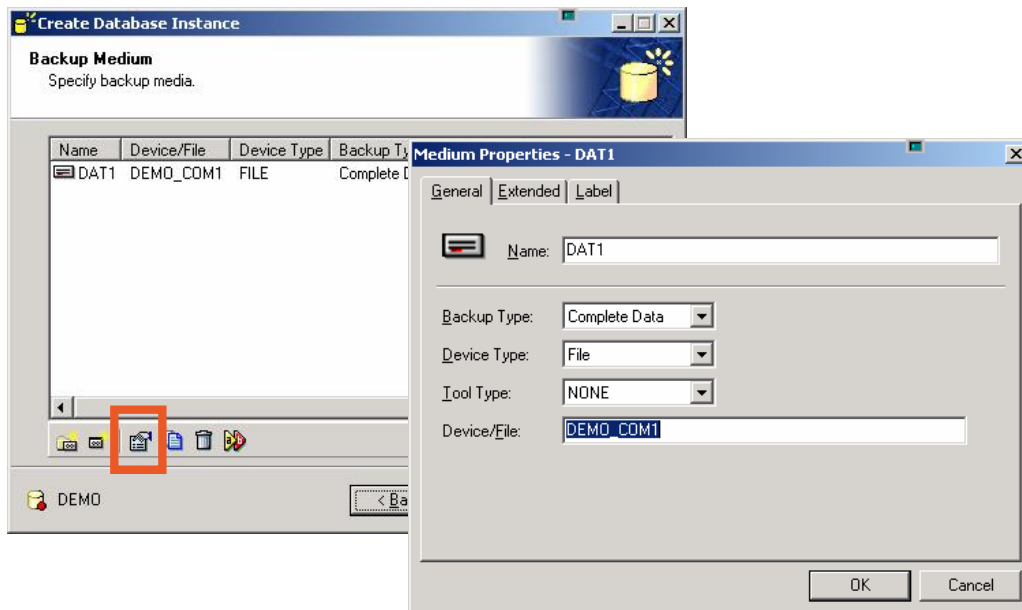 Create Database Instance
Backup Medium
Specify backup media.
Name Device/File Device Type Backup Ty
DAT1 DEMO_COM1 FILE Complete D
DEMO
< Ba
Medium Properties - DAT1
General Extended Label
Name: DAT1
Backup Type: Complete Data
Device Type: File
Tool Type: NONE
Device/File: DEMO_COM1
OK Cancel